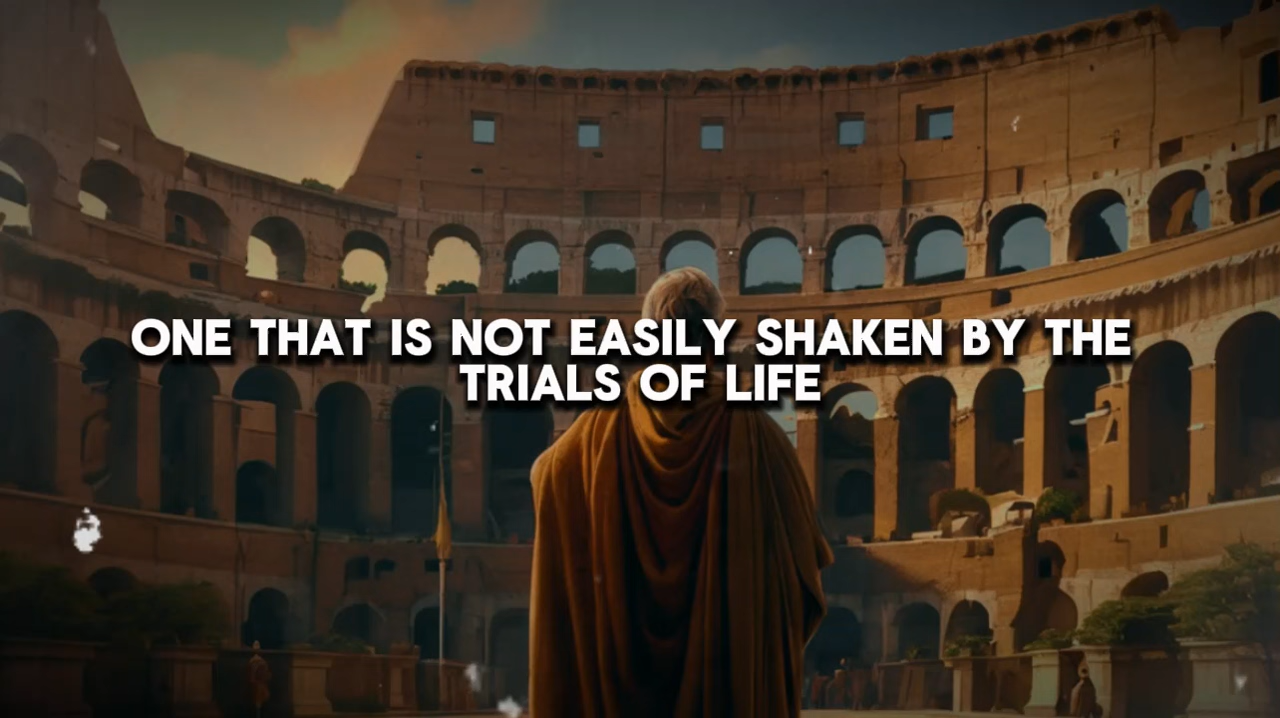 ONE THAT IS NOT EASILY SHAKEN BY THE
TRIALS OF LIFE